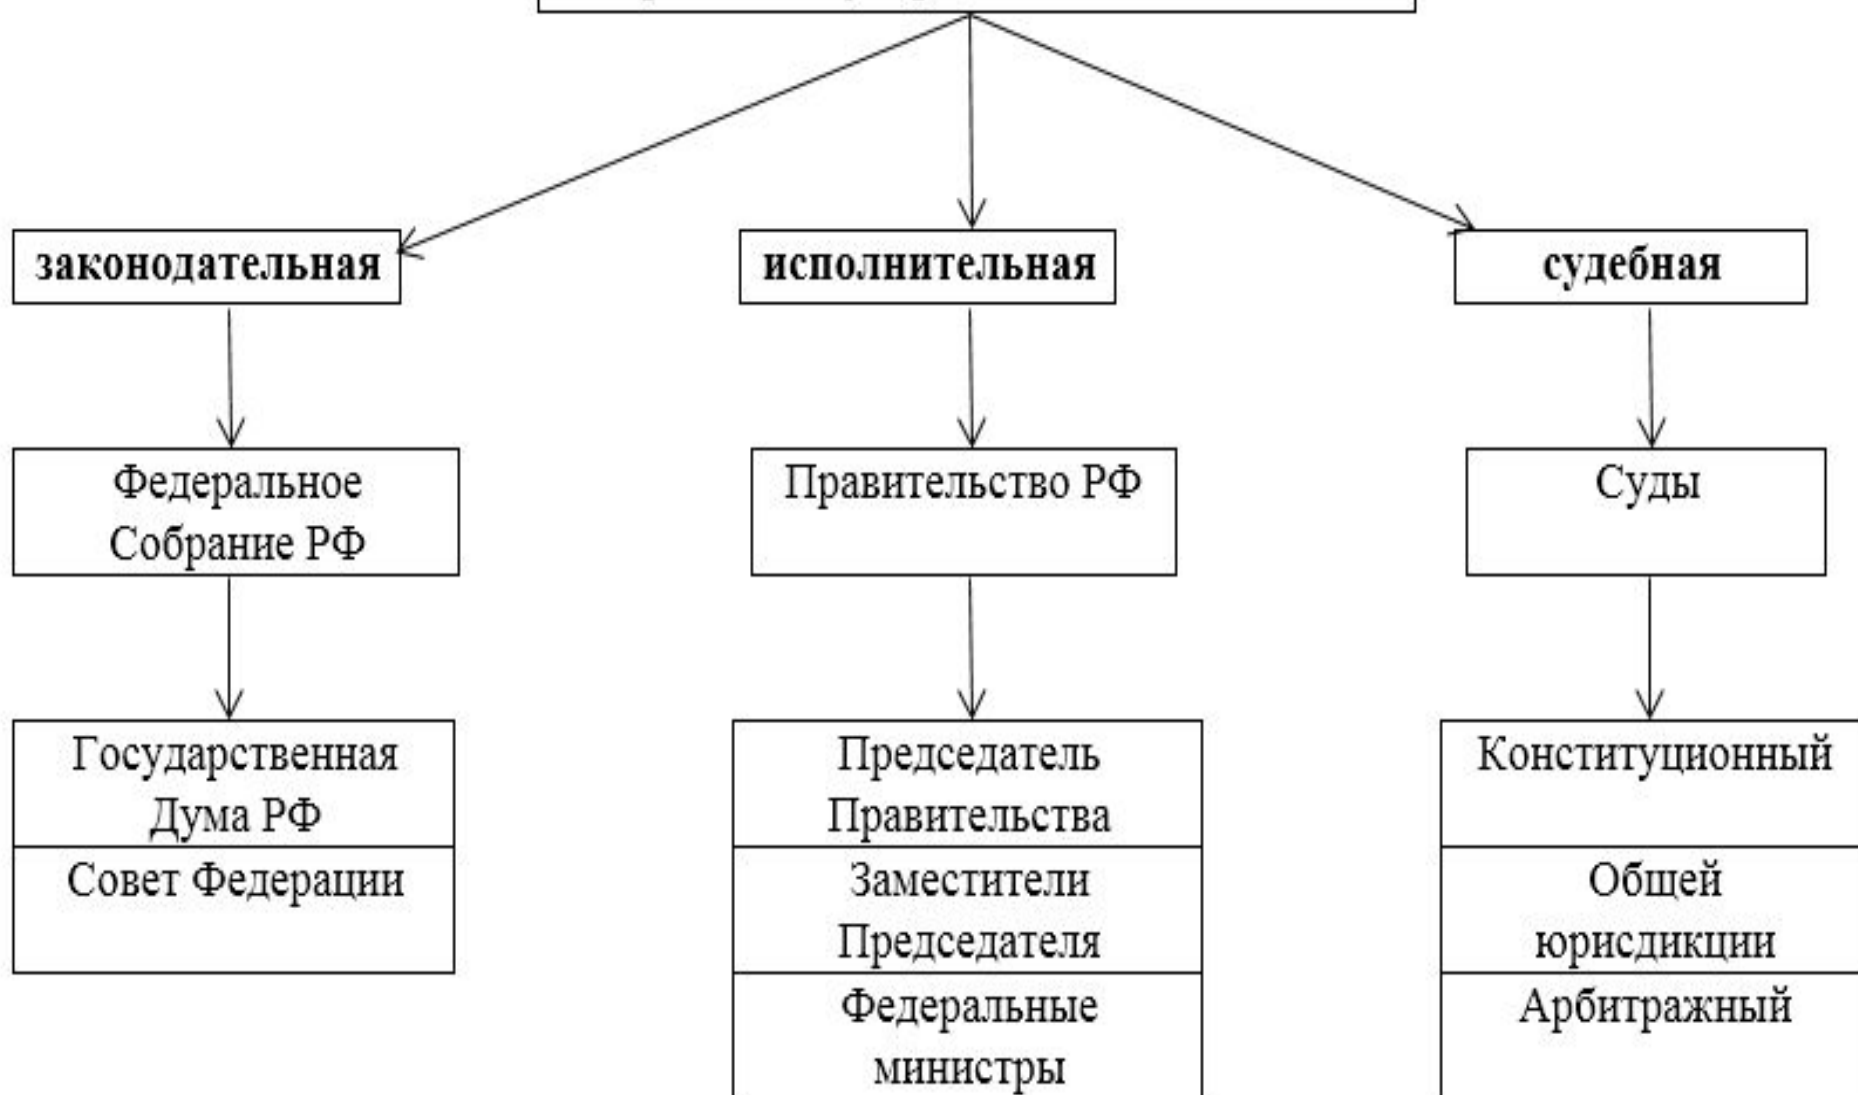 законодательная
исполнительная
судебная
Федеральное
Собрание РФ
Правительство РФ
Суды
Государственная
Дума РФ
Совет Федерации
Председатель
Правительства
Заместители
Председателя
Федеральные
министры
Конституционный
Общей
юрисдикции
Арбитражный